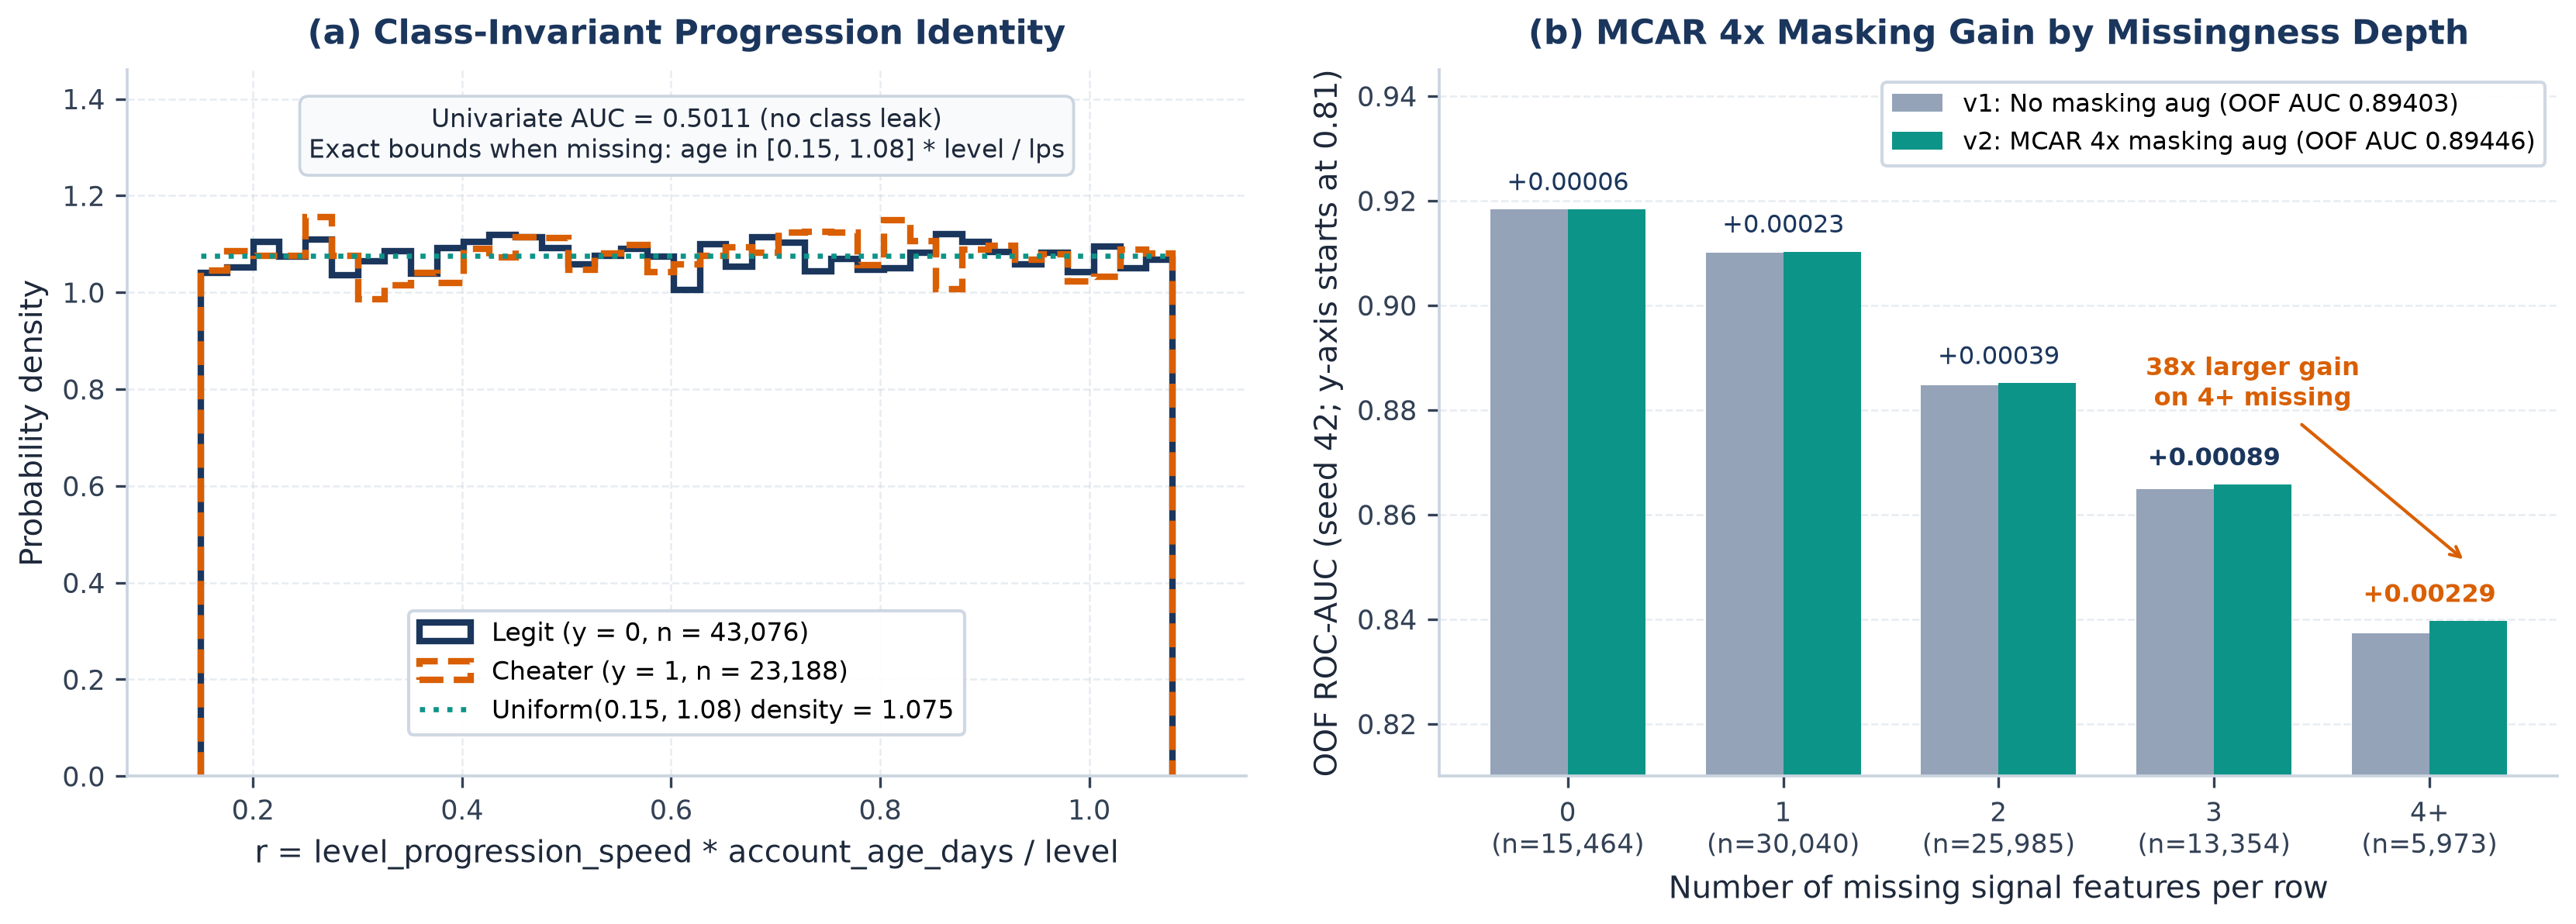 (a) Class-Invariant Progression Identity
Probability density
1.4
1.2
1.0
0.8
0.6
0.4
0.2
0.0
Univariate AUC = 0.5011 (no class leak)
Exact bounds when missing: age in [0.15, 1.08] * level / lps
Legit (y = 0, n = 43,076)
Cheater (y = 1, n = 23,188)
Uniform(0.15, 1.08) density = 1.075
0.2
0.4
0.6
0.8
1.0
r = level_progression_speed * account_age_days / level
(b) MCAR 4x Masking Gain by Missingness Depth
OOF ROC-AUC (seed 42; y-axis starts at 0.81)
0.94
0.92
0.90
0.88
0.86
0.84
0.82
v1: No masking aug (OOF AUC 0.89403)
v2: MCAR 4x masking aug (OOF AUC 0.89446)
+0.00006
+0.00023
+0.00039
38x larger gain
on 4+ missing
+0.00089
+0.00229
0
(n=15,464)
1
(n=30,040)
2
(n=25,985)
3
(n=13,354)
4+
(n=5,973)
Number of missing signal features per row